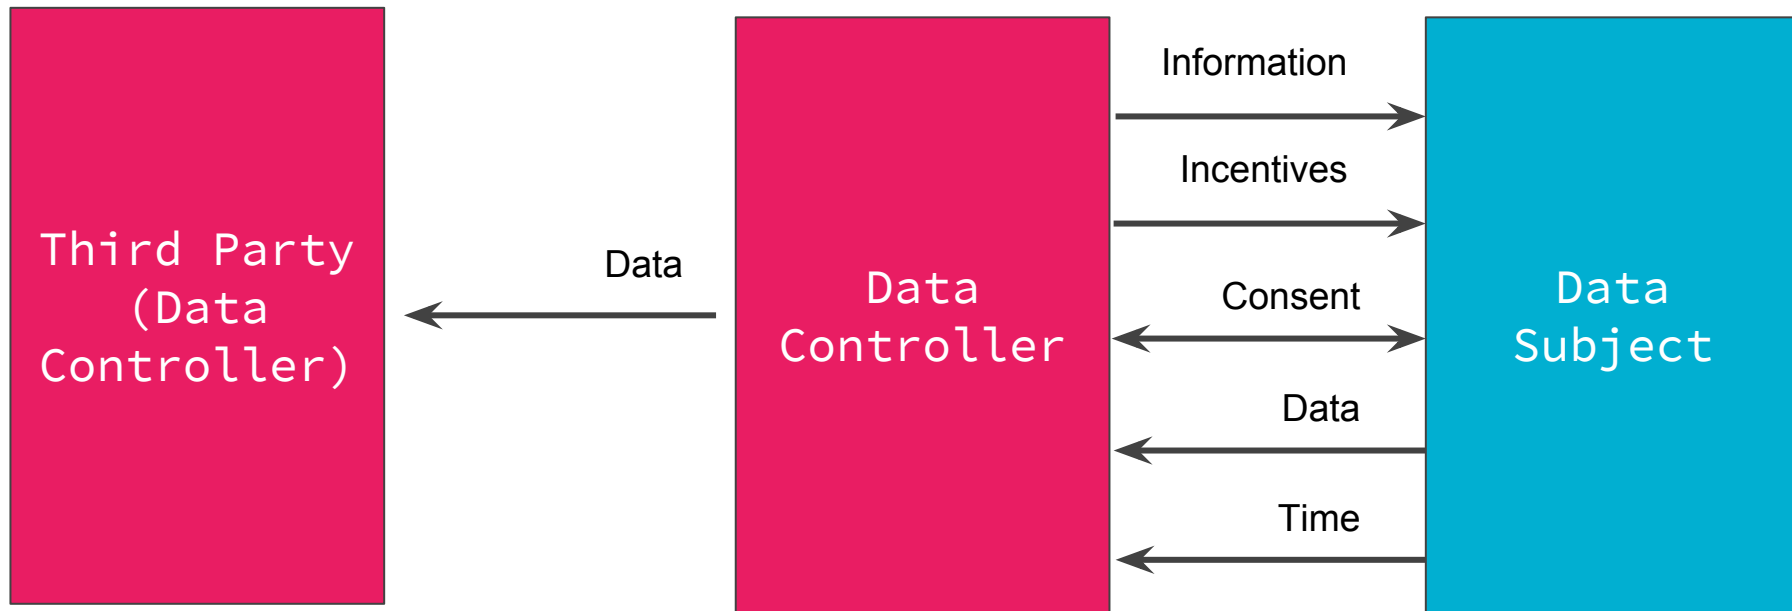 Third Party
(Data
Controller)
Data
Data
Controller
Information
Incentives
Consent
Data
Time
Data
Subject